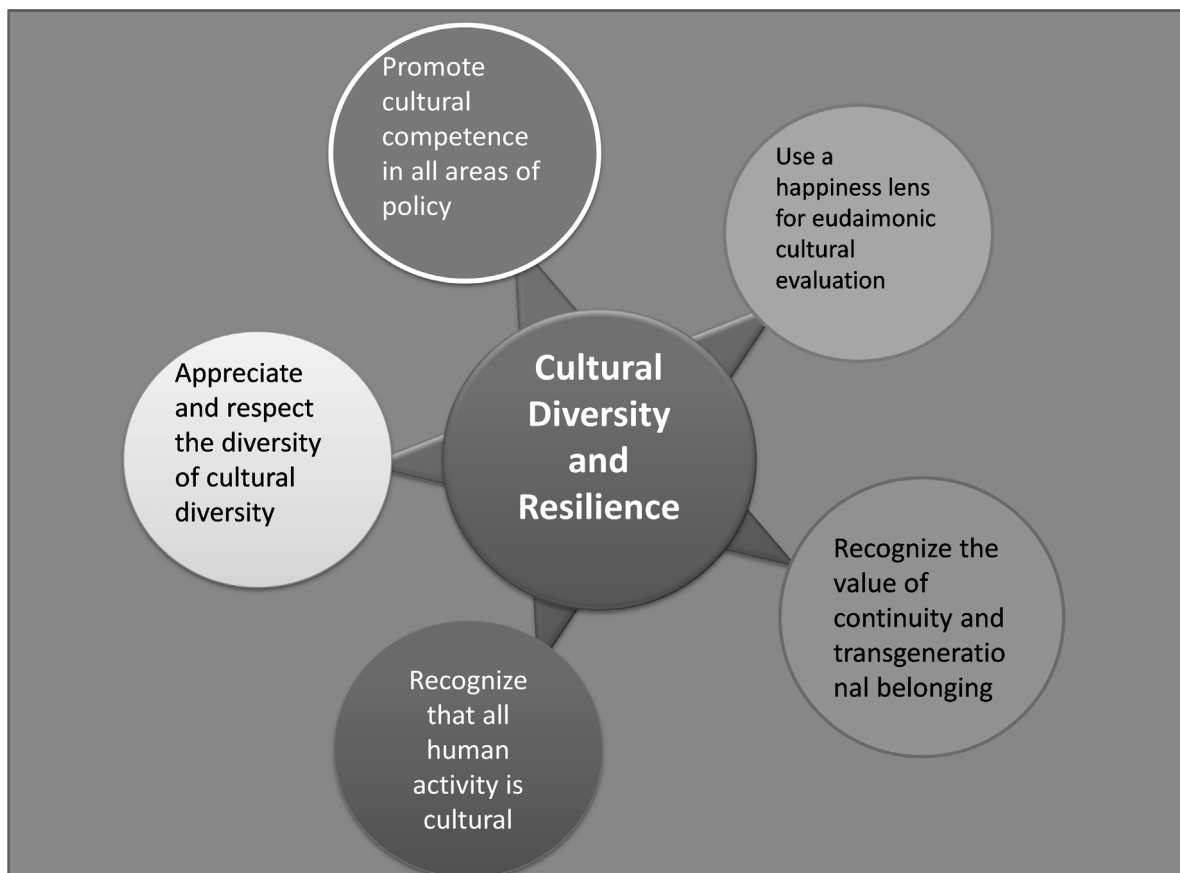 Promote
cultural
competence
in all areas of
policy
Use a
happiness lens
for eudaimonic
cultural
evaluation
Cultural
Diversity
and
Resilience
Appreciate
and respect
the diversity
of cultural
diversity
Recognize the
value of
continuity and
transgeneratio
nal belonging
Recognize
that all
human
activity is
cultural